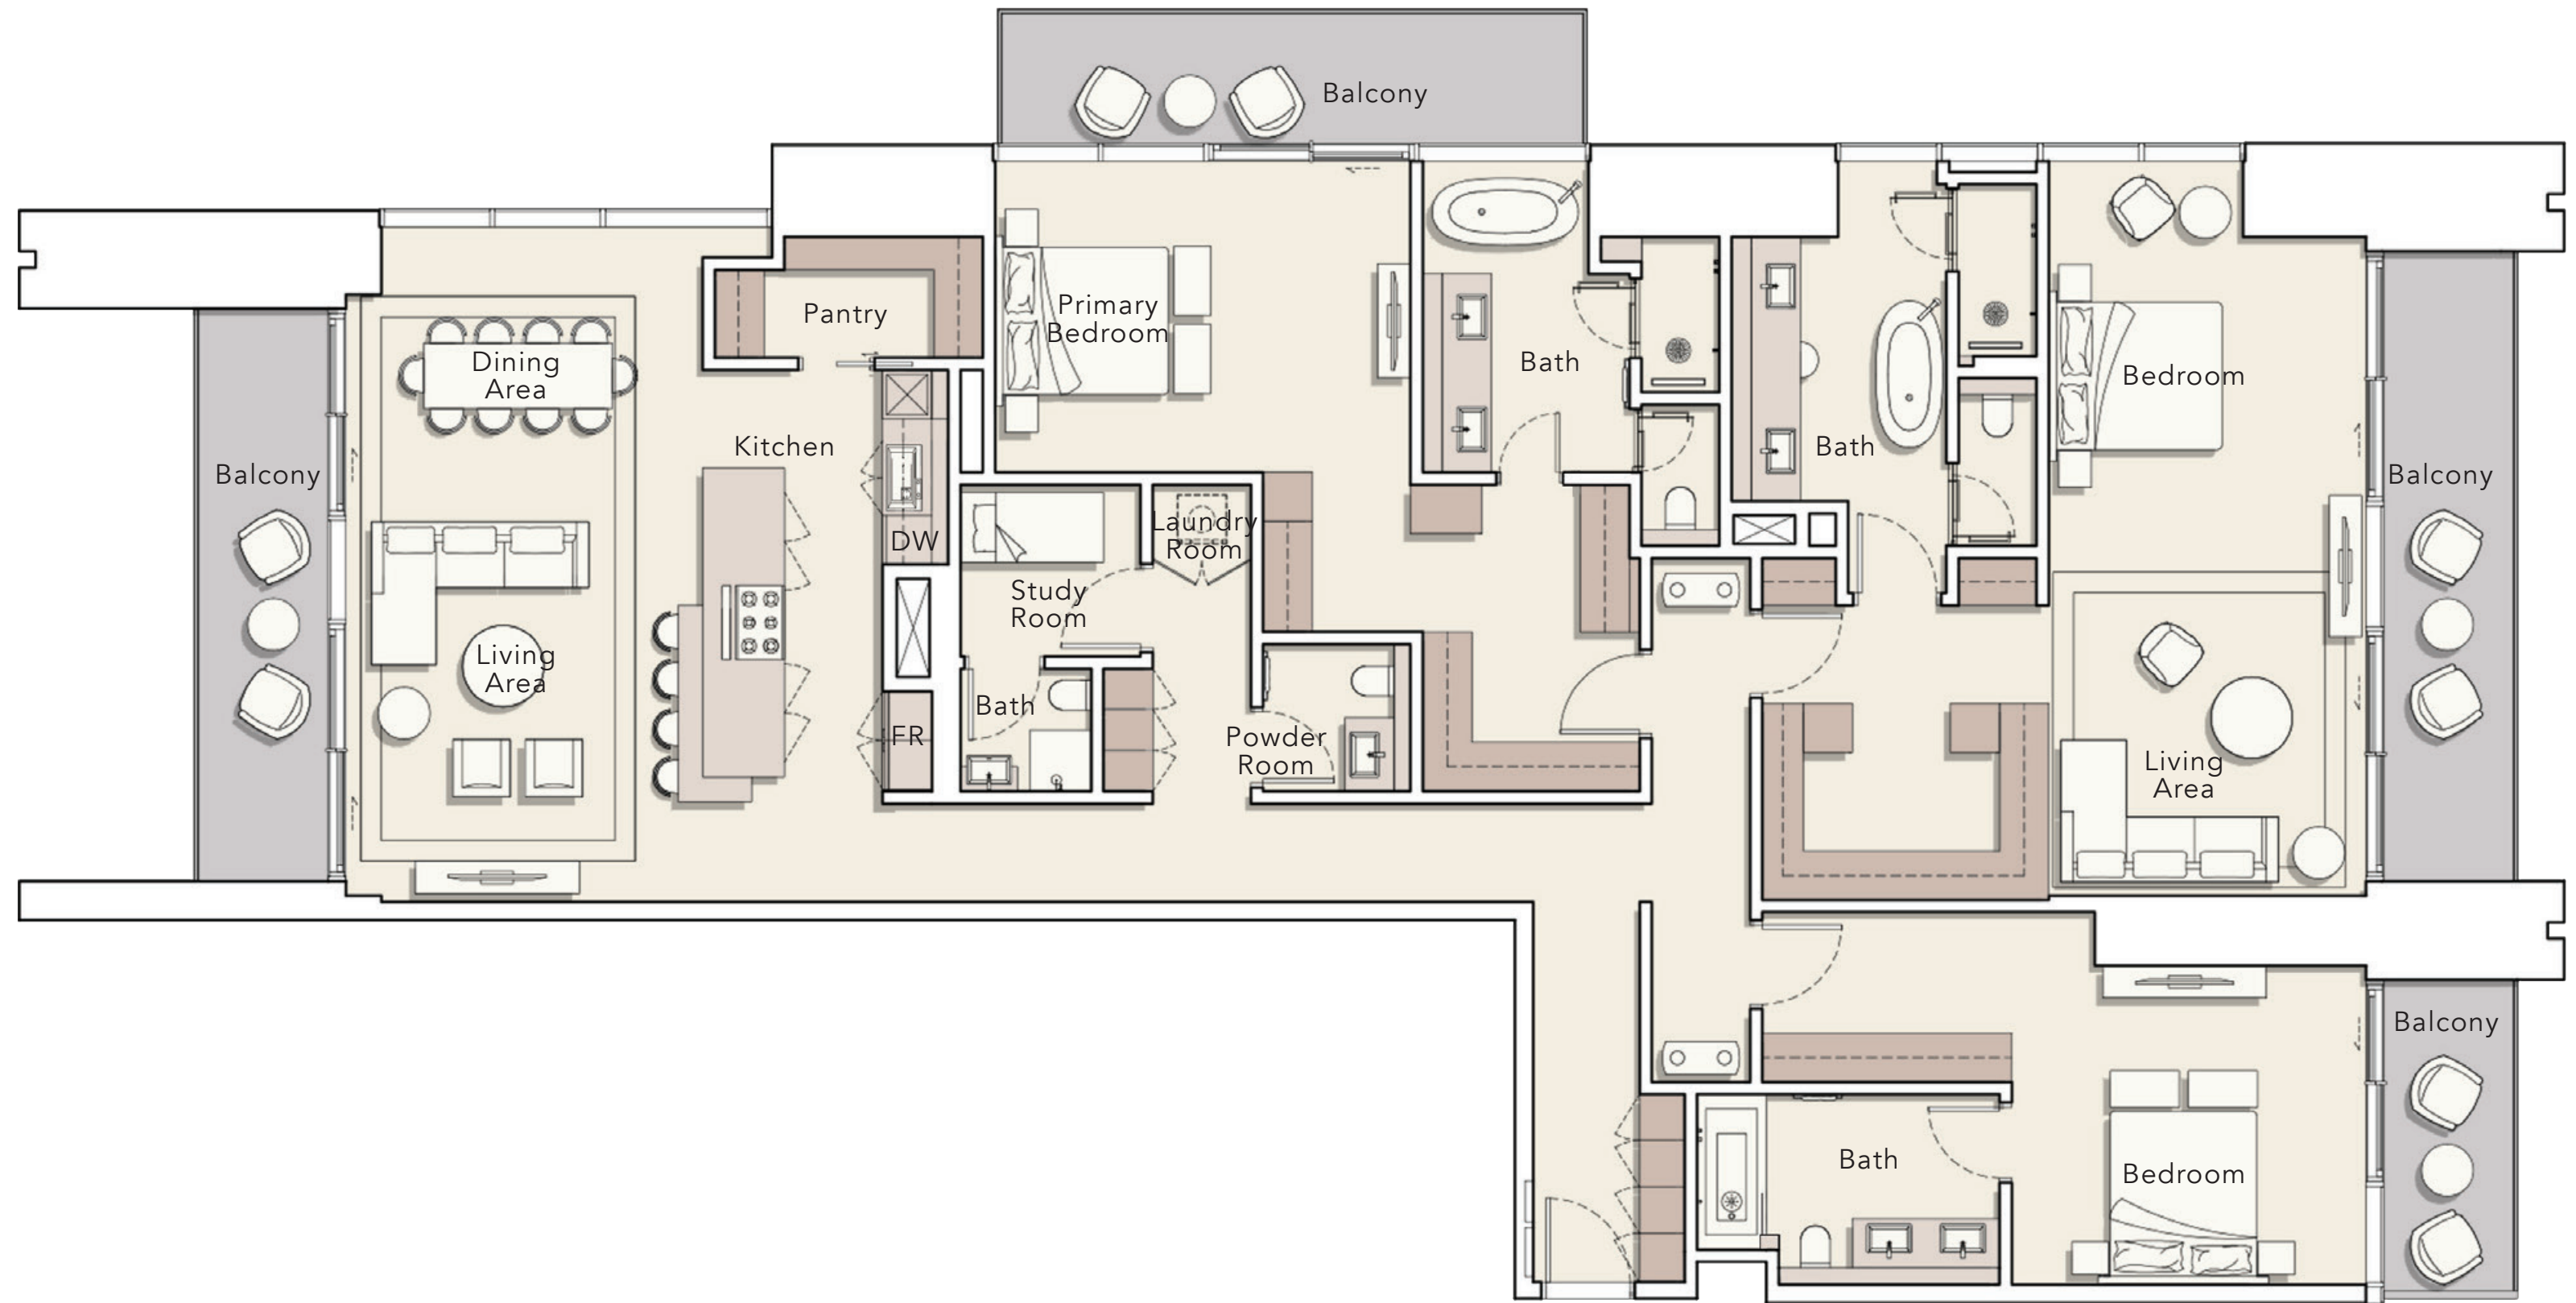 Balcony
Pantry
Primary
Bedroom
Dining
Area
Bath
Bedroom
Kitchen
Bath
Balcony
Balcony
DW
Laundry
Room
Study
Room
Living
Area
Bath
FR
Powder
Room
Living
Area
Balcony
Bath
Bedroom